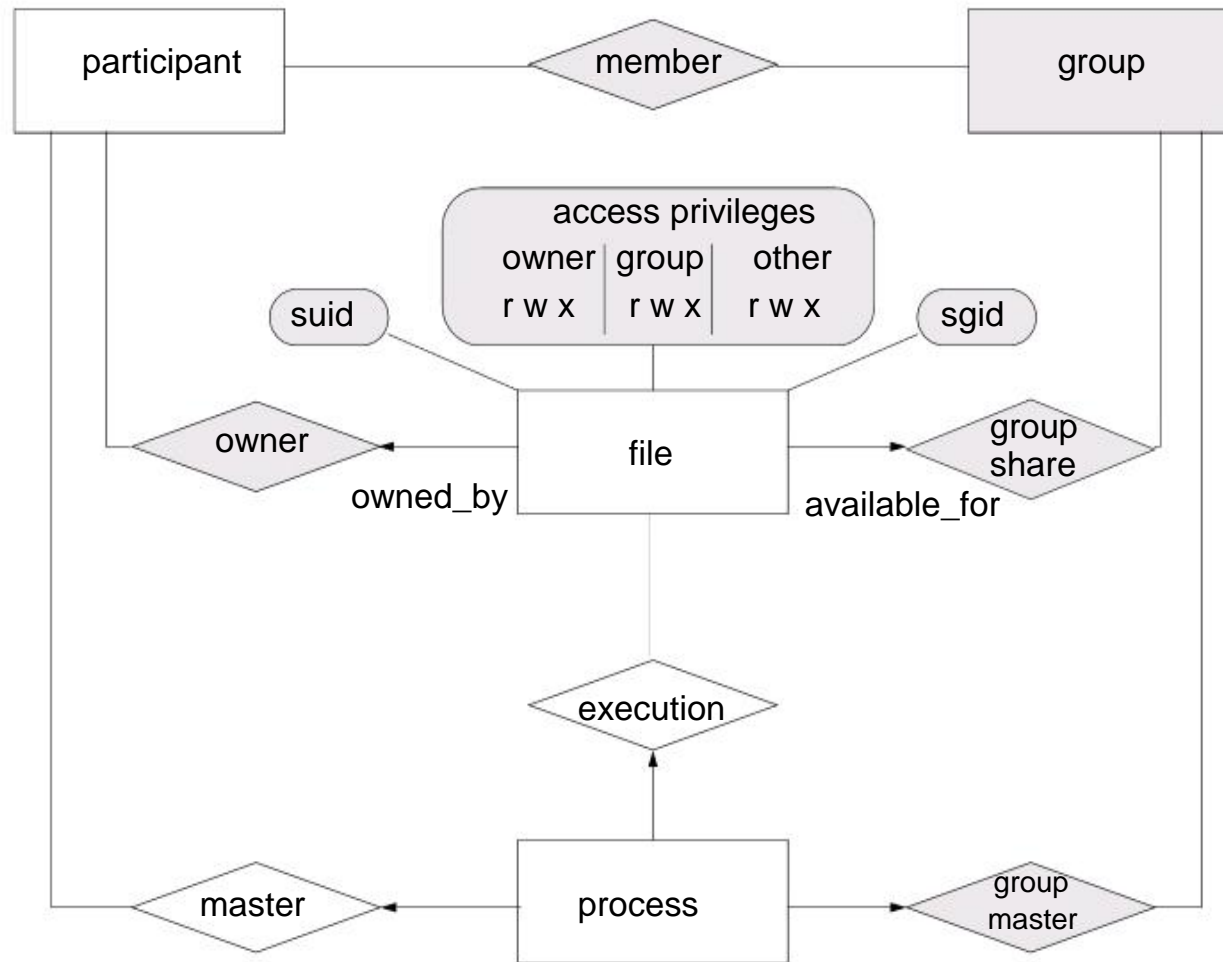 participant
member
group
access privileges
owner group other
r w x r w x r w x
suid
sgid
owner
file
group
share
owned_by
available_for
execution
master
process
group
master